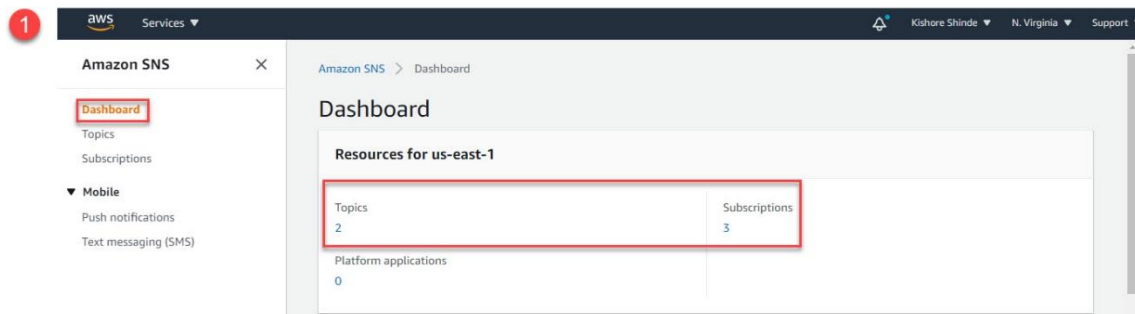 1
aws Services ▼ Kishore Shinde ▼ N. Virginia ▼ Support
Amazon SNS ×
Amazon SNS > Dashboard
Dashboard
Dashboard
Topics
Subscriptions
Resources for us-east-1
▼ Mobile
Push notifications
Text messaging (SMS)
Topics
2
Subscriptions
3
Platform applications
0